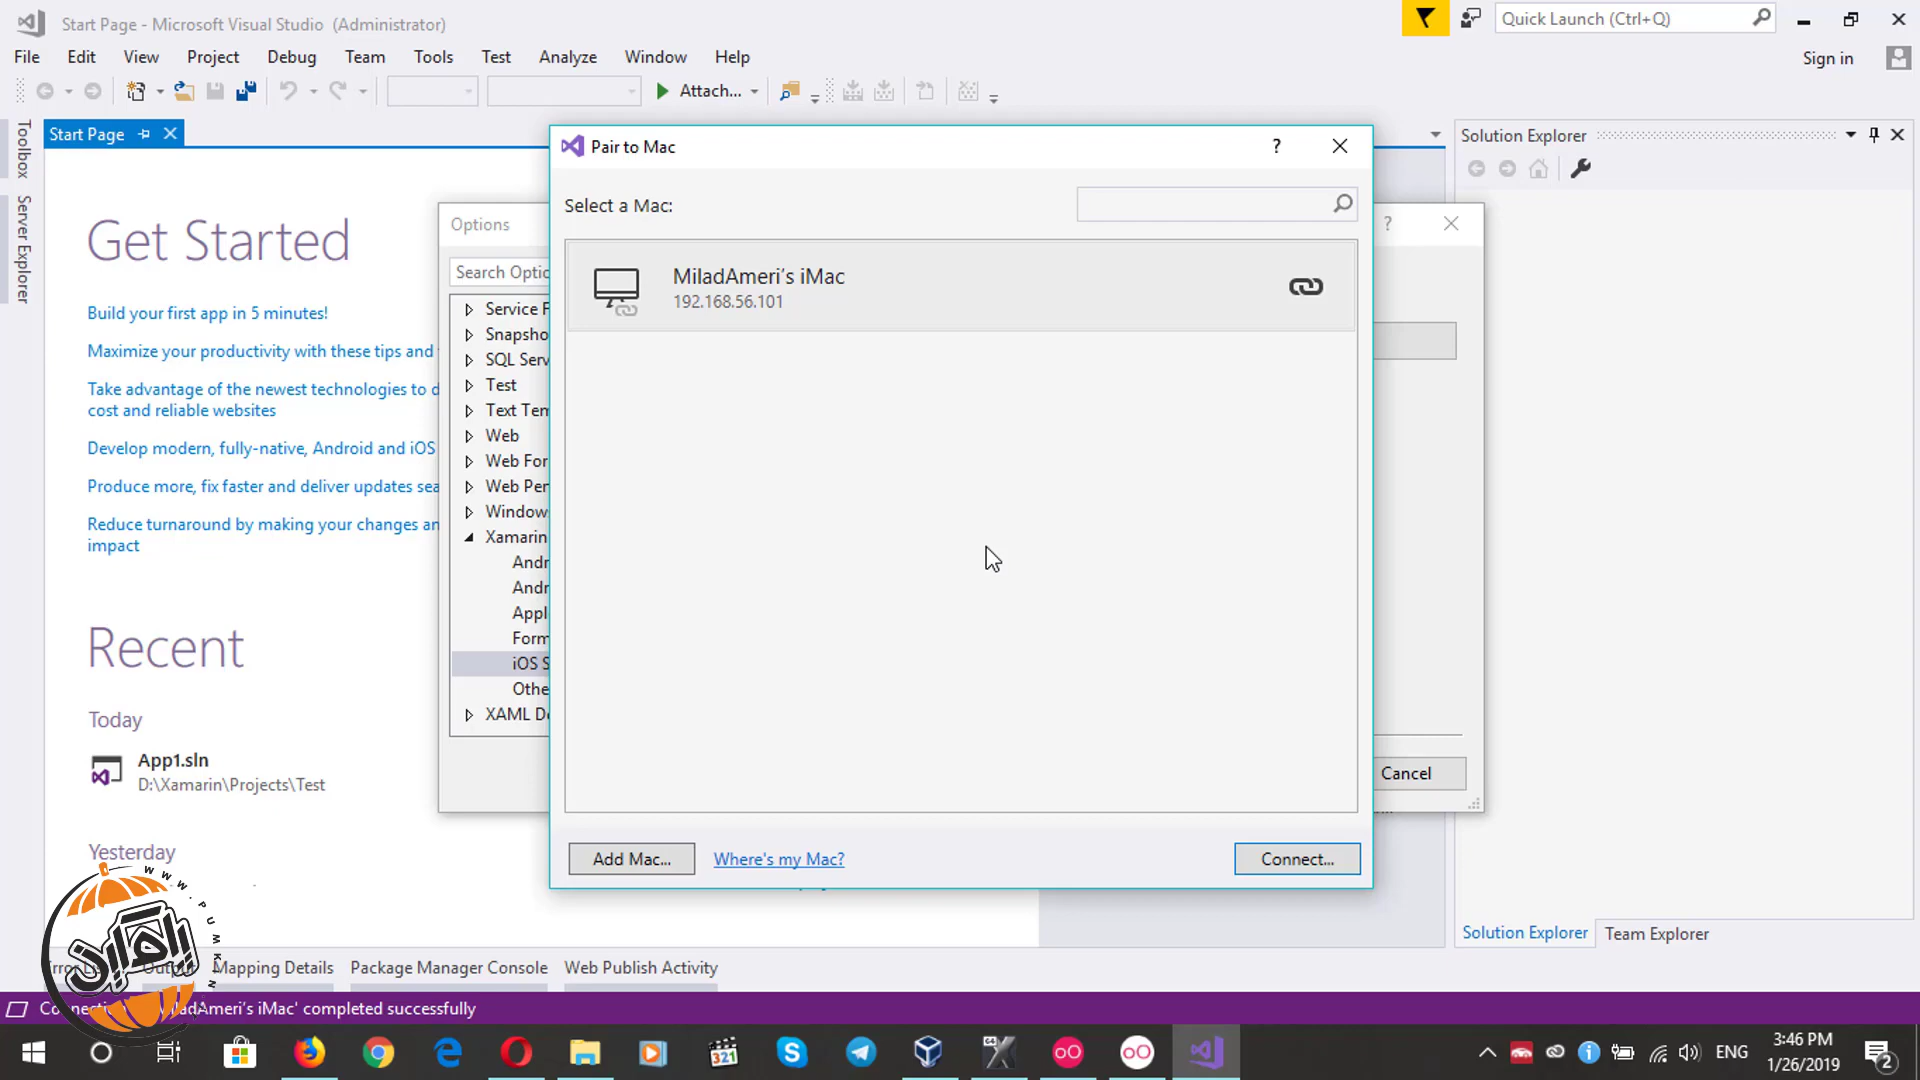 Start Page - Microsoft Visual Studio (Administrator)
Quick Launch (Ctrl+Q)
File Edit View Project Debug Team Tools Test Analyze Window Help
Sign in
Attach...
Toolbox
Server Explorer
Start Page
Get Started
Build your first app in 5 minutes!
Maximize your productivity with these tips and
Take advantage of the newest technologies to d
cost and reliable websites
Develop modern, fully-native, Android and iOS
Produce more, fix faster and deliver updates sea
Reduce turnaround by making your changes an
impact
Recent
Today
App1.sln
D:\Xamarin\Projects\Test
Yesterday
Options
?
Search Optio
Service F
Snapsho
SQL Serv
Test
Text Tem
Web
Web For
Web Per
Window
Xamarin
Andr
Andr
Appl
Form
iOS S
Othe
XAML De
Cancel
Pair to Mac
?
Select a Mac:
MiladAmeri's iMac
192.168.56.101
Add Mac...
Where's my Mac?
Connect...
Solution Explorer
Solution Explorer Team Explorer
Mapping Details Package Manager Console Web Publish Activity
Ameri's iMac' completed successfully
321
64
ENG
3:46 PM
1/26/2019
2